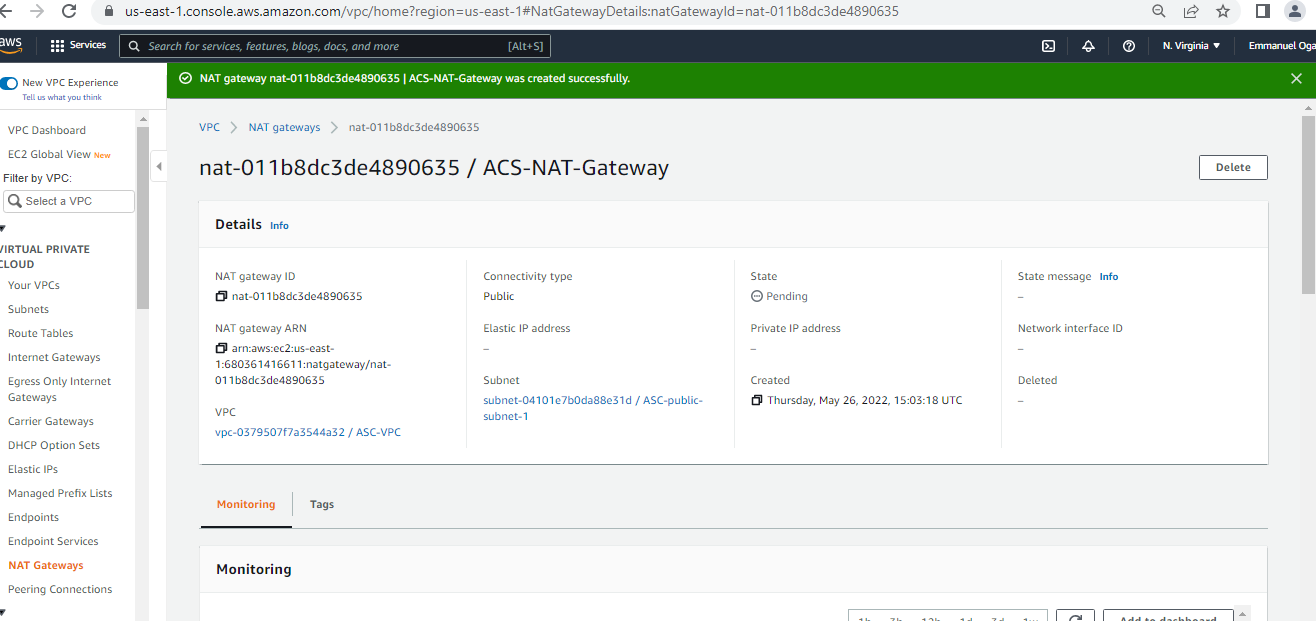 us-east-1.console.aws.amazon.com/vpc/home?region=us-east-1#NatGatewayDetails:natGatewayId=nat-011b8dc3de4890635
aws
Services
Search for services, features, blogs, docs, and more
[Alt+S]
N. Virginia
Emmanuel Oga
New VPC Experience
Tell us what you think
NAT gateway nat-011b8dc3de4890635 | ACS-NAT-Gateway was created successfully.
VPC Dashboard
EC2 Global View New
Filter by VPC:
Select a VPC
VIRTUAL PRIVATE
CLOUD
Your VPCs
Subnets
Route Tables
Internet Gateways
Egress Only Internet
Gateways
Carrier Gateways
DHCP Option Sets
Elastic IPs
Managed Prefix Lists
Endpoints
Endpoint Services
NAT Gateways
Peering Connections
VPC
NAT gateways
nat-011b8dc3de4890635
nat-011b8dc3de4890635 / ACS-NAT-Gateway
Delete
Details Info
NAT gateway ID
nat-011b8dc3de4890635
NAT gateway ARN
arn:aws:ec2:us-east-
1:680361416611:natgateway/nat-
011b8dc3de4890635
VPC
vpc-0379507f7a3544a32 / ASC-VPC
Connectivity type
Public
Elastic IP address
–
Subnet
subnet-04101e7b0da88e31d / ASC-public-
subnet-1
State
Pending
Private IP address
–
Created
Thursday, May 26, 2022, 15:03:18 UTC
State message Info
–
Network interface ID
–
Deleted
–
Monitoring
Tags
Monitoring
1h 3h 12h 1d 3d 1w
Add to dashboard